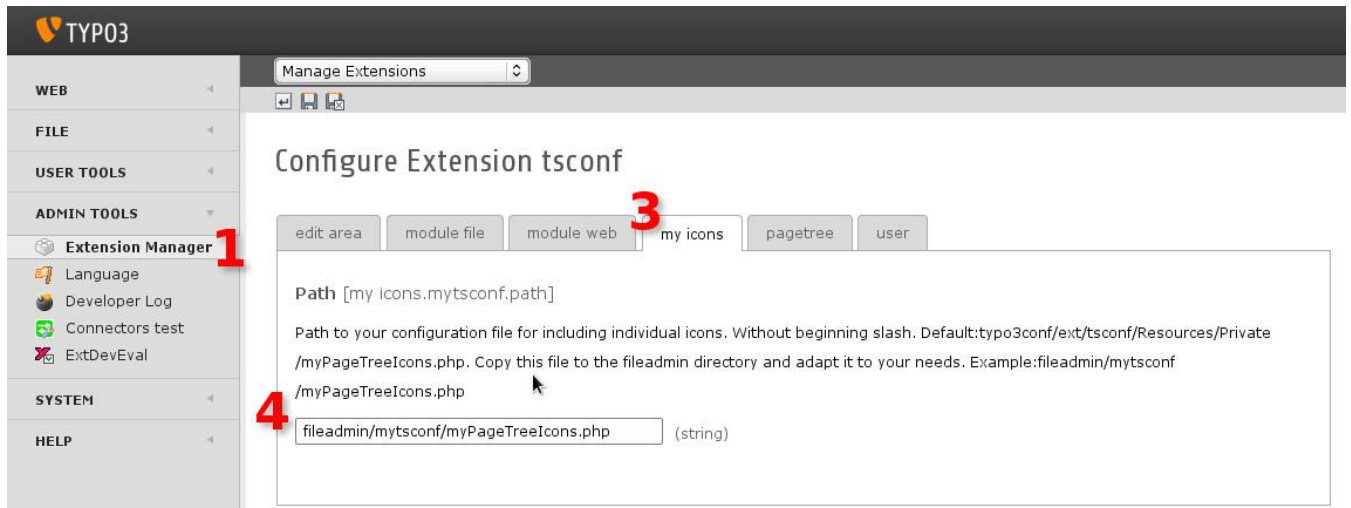 TYPO3
Manage Extensions
WEB
FILE
USER TOOLS
ADMIN TOOLS
Extension Manager
1
Language
Developer Log
Connectors test
ExtDevEval
SYSTEM
HELP
Configure Extension tsconf
3
edit area module file module web my icons pagetree user
Path [my icons.mytsconf.path]
Path to your configuration file for including individual icons. Without beginning slash. Default:typo3conf/ext/tsconf/Resources/Private
/myPageTreeIcons.php. Copy this file to the fileadmin directory and adapt it to your needs. Example:fileadmin/mytsconf
/myPageTreeIcons.php
4
fileadmin/mytsconf/myPageTreeIcons.php (string)